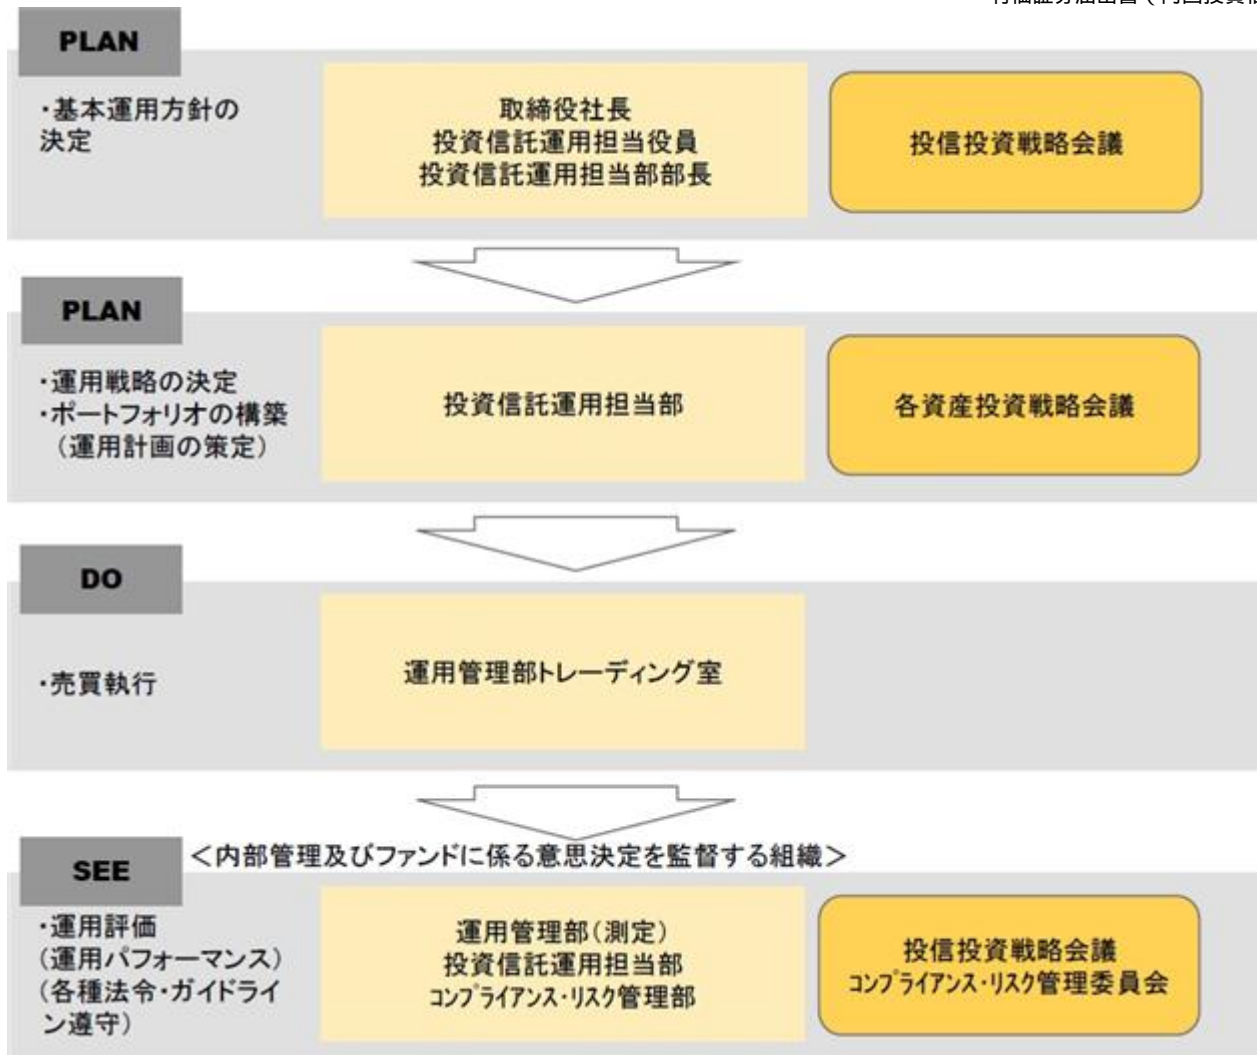 PLAN
・基本運用方針の
決定
取締役社長
投資信託運用担当役員
投資信託運用担当部部長
投信投資戦略会議
PLAN
・運用戦略の決定
・ポートフォリオの構築
（運用計画の策定）
投資信託運用担当部
各資産投資戦略会議
DO
・売買執行
運用管理部トレーディング室
SEE
＜内部管理及びファンドに係る意思決定を監督する組織＞
・運用評価
（運用パフォーマンス）
（各種法令・ガイドライ
ン遵守）
運用管理部（測定）
投資信託運用担当部
ｺﾝﾌﾟﾗｲｱﾝｽ・ﾘｽｸ管理部
投信投資戦略会議
ｺﾝﾌﾟﾗｲｱﾝｽ・ﾘｽｸ管理委員会